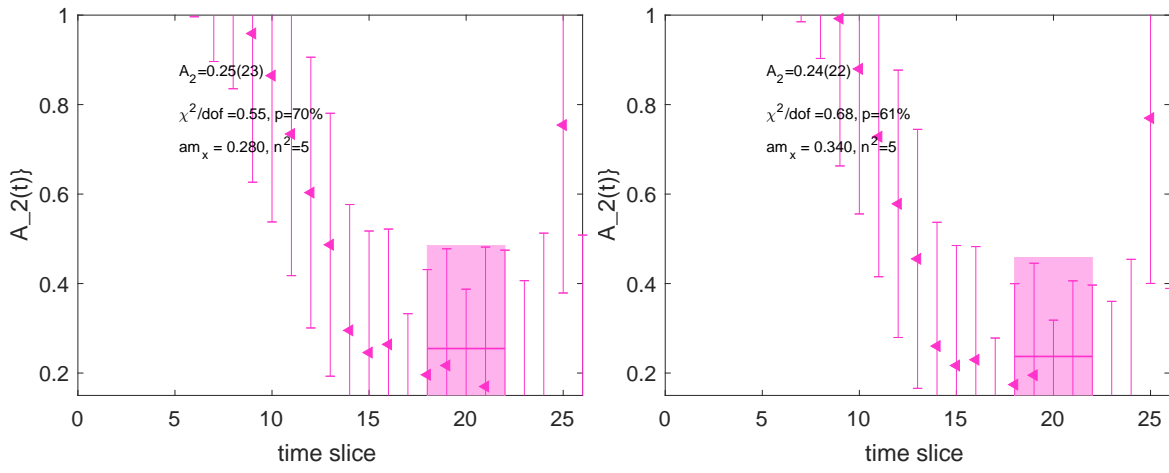 1
0.8
0.6
0.4
0.2
A_2(t)}
A₂=0.25(23)
χ²/dof =0.55, p=70%
amₓ = 0.280, n²=5
0 5 10 15 20 25
time slice
1
0.8
0.6
0.4
0.2
A_2(t)}
A₂=0.24(22)
χ²/dof =0.68, p=61%
amₓ = 0.340, n²=5
0 5 10 15 20 25
time slice